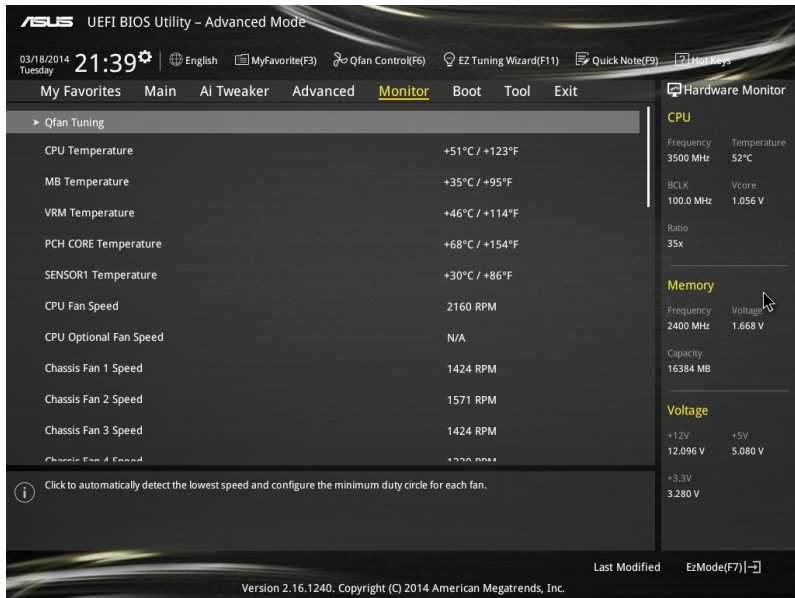 ASUS UEFI BIOS Utility – Advanced Mode
03/18/2014 Tuesday 21:39 English MyFavorite(F3) Qfan Control(F6) EZ Tuning Wizard(F11) Quick Note(F9) ? Hot Keys
My Favorites Main Ai Tweaker Advanced Monitor Boot Tool Exit
> Qfan Tuning
CPU Temperature +51°C / +123°F
MB Temperature +35°C / +95°F
VRM Temperature +46°C / +114°F
PCH CORE Temperature +68°C / +154°F
SENSOR1 Temperature +30°C / +86°F
CPU Fan Speed 2160 RPM
CPU Optional Fan Speed N/A
Chassis Fan 1 Speed 1424 RPM
Chassis Fan 2 Speed 1571 RPM
Chassis Fan 3 Speed 1424 RPM
Chassis Fan 4 Speed 1330 RPM
Click to automatically detect the lowest speed and configure the minimum duty circle for each fan.
Hardware Monitor
CPU
Frequency Temperature
3500 MHz 52°C
BCLK Vcore
100.0 MHz 1.056 V
Ratio
35x
Memory
Frequency Voltage
2400 MHz 1.668 V
Capacity
16384 MB
Voltage
+12V +5V
12.096 V 5.080 V
+3.3V
3.280 V
Last Modified EzMode(F7)
Version 2.16.1240. Copyright (C) 2014 American Megatrends, Inc.